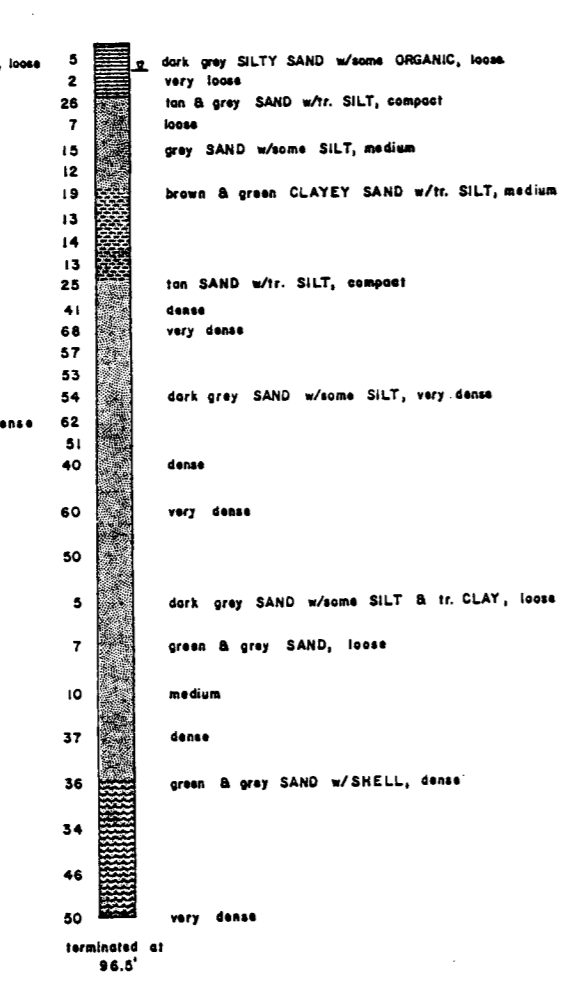 , loose 5 dark grey SILTY SAND w/some ORGANIC, loose
2 very loose
26 tan & grey SAND w/tr. SILT, compact
7 loose
15 grey SAND w/some SILT, medium
12
19 brown & green CLAYEY SAND w/tr. SILT, medium
13
14
13
25 tan SAND w/tr. SILT, compact
41 dense
68 very dense
57
53
54 dark grey SAND w/some SILT, very dense
ense 62
51
40 dense
60 very dense
50
5 dark grey SAND w/some SILT & tr. CLAY, loose
7 green & grey SAND, loose
10 medium
37 dense
36 green & grey SAND w/SHELL, dense
34
46
50 very dense
terminated at
96.5'